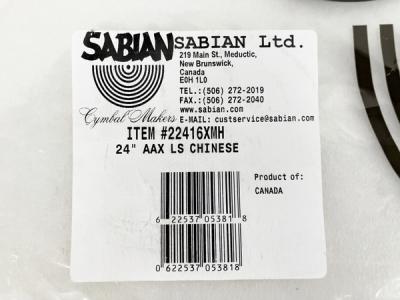 SABIAN
SABIAN Ltd.
219 Main St., Meductic,
New Brunswick,
Canada
E0H 1L0
TEL.:(506) 272-2019
FAX.:(506) 272-2040
www.sabian.com
Cymbal Makers
E-MAIL: custservice@sabian.com
ITEM #22416XMH
24" AAX LS CHINESE
Product of:
CANADA
6 22537 05381 8
0 622537 053818